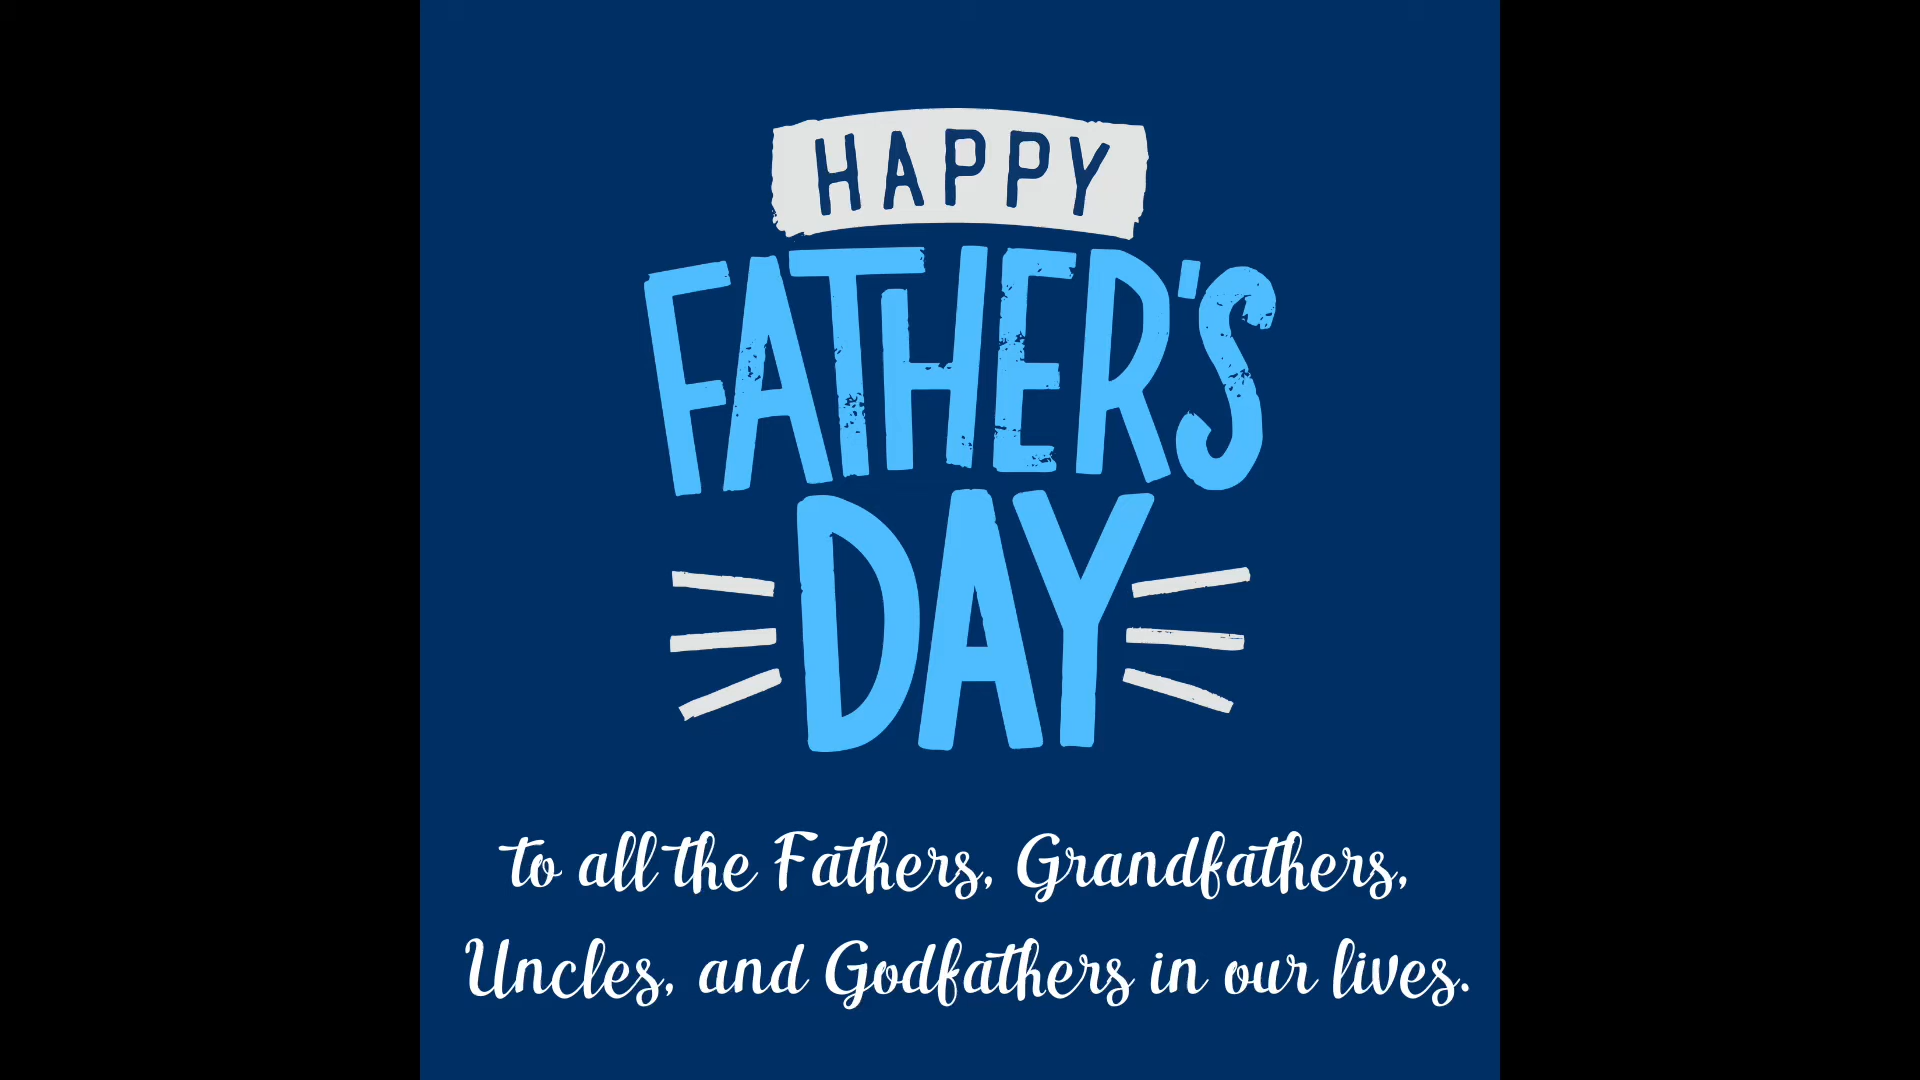 HAPPY
FATHER'S
DAY
to all the Fathers, Grandfathers,
Uncles, and Godfathers in our lives.